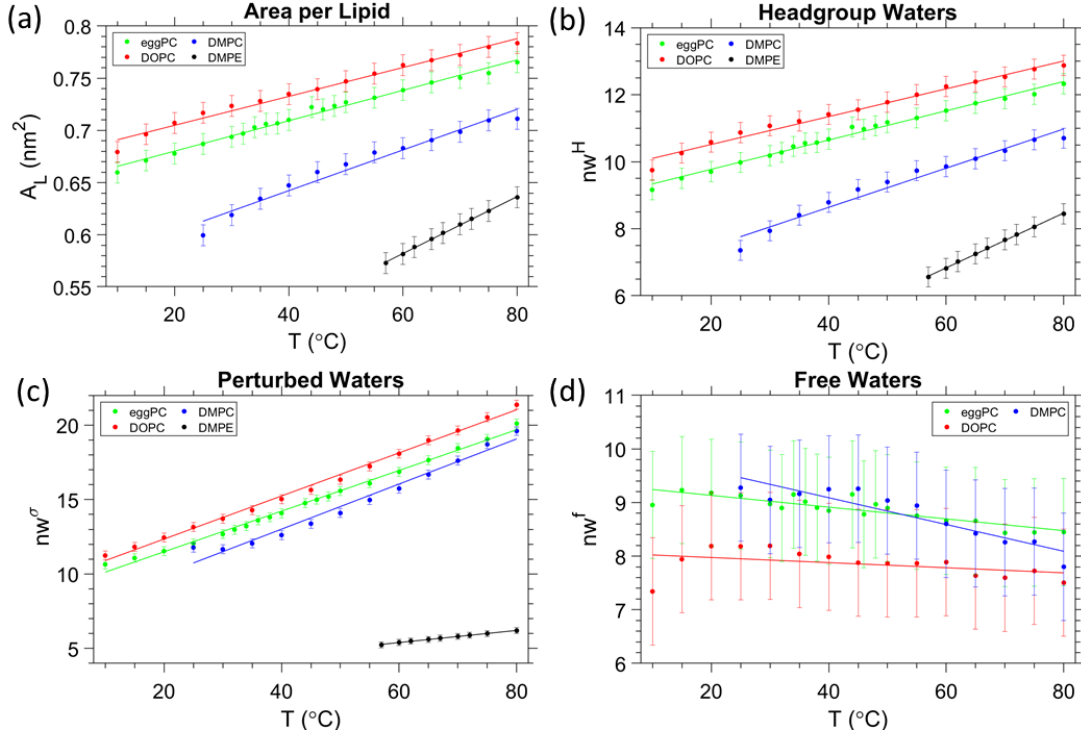 (a)
Area per Lipid
eggPC
DOPC
DMPC
DMPE
0.8
0.75
0.7
0.65
0.6
0.55
A_L (nm²)
20
40
60
80
T (°C)
(b)
Headgroup Waters
eggPC
DOPC
DMPC
DMPE
14
12
10
8
6
nw^H
20
40
60
80
T (°C)
(c)
Perturbed Waters
eggPC
DOPC
DMPC
DMPE
20
15
10
5
nw^σ
20
40
60
80
T (°C)
(d)
Free Waters
eggPC
DOPC
DMPC
11
10
9
8
7
6
nw^f
20
40
60
80
T (°C)